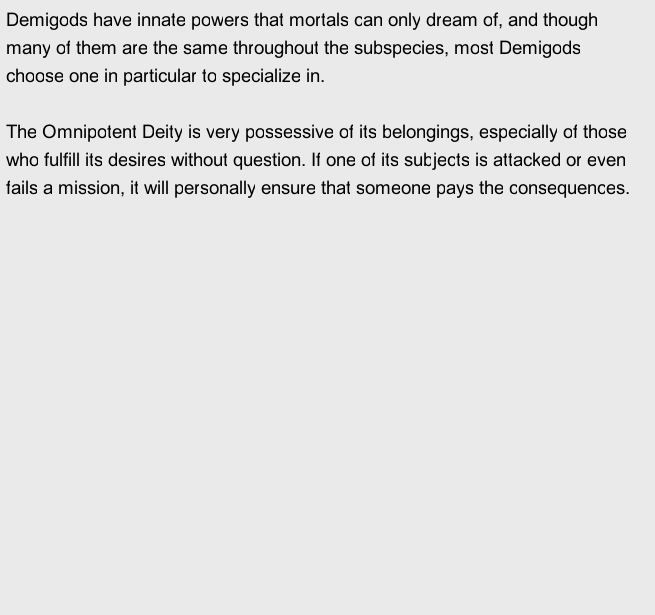 Demigods have innate powers that mortals can only dream of, and though
many of them are the same throughout the subspecies, most Demigods
choose one in particular to specialize in.
The Omnipotent Deity is very possessive of its belongings, especially of those
who fulfill its desires without question. If one of its subjects is attacked or even
fails a mission, it will personally ensure that someone pays the consequences.